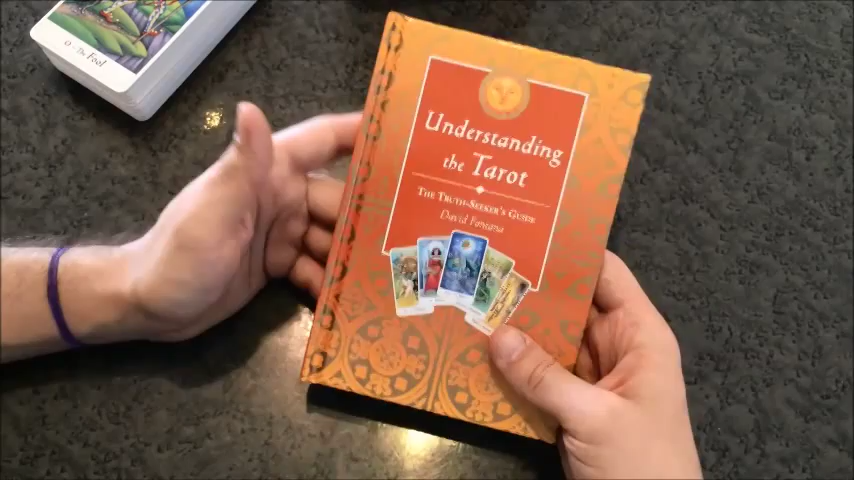 0 - The Fool
Understanding
the Tarot
The Truth-Seeker's Guide
David Fontana